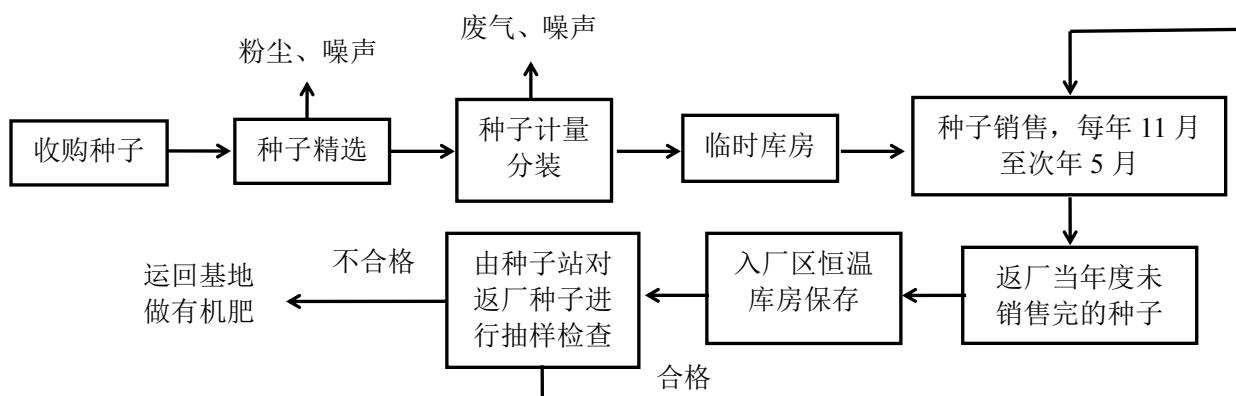 粉尘、噪声
废气、噪声
收购种子
种子精选
种子计量
分装
临时库房
种子销售，每年 11 月
至次年 5 月
返厂当年度未
销售完的种子
入厂区恒温
库房保存
由种子站对
返厂种子进
行抽样检查
不合格
运回基地
做有机肥
合格